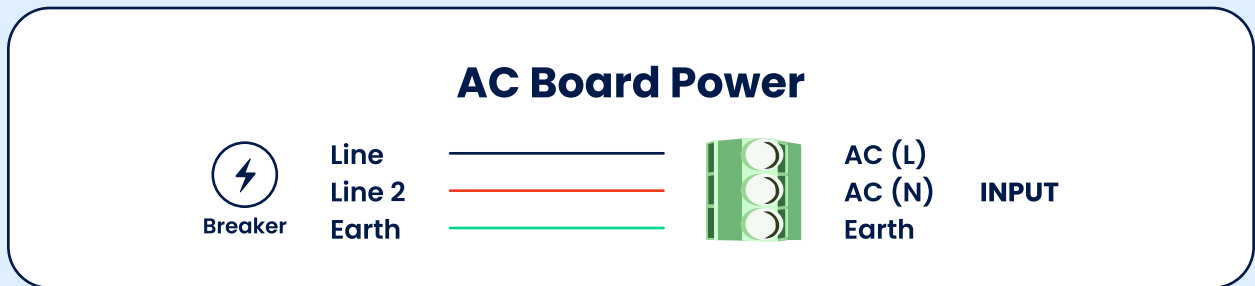 AC Board Power
Breaker
Line
Line 2
Earth
AC (L)
AC (N)
Earth
INPUT